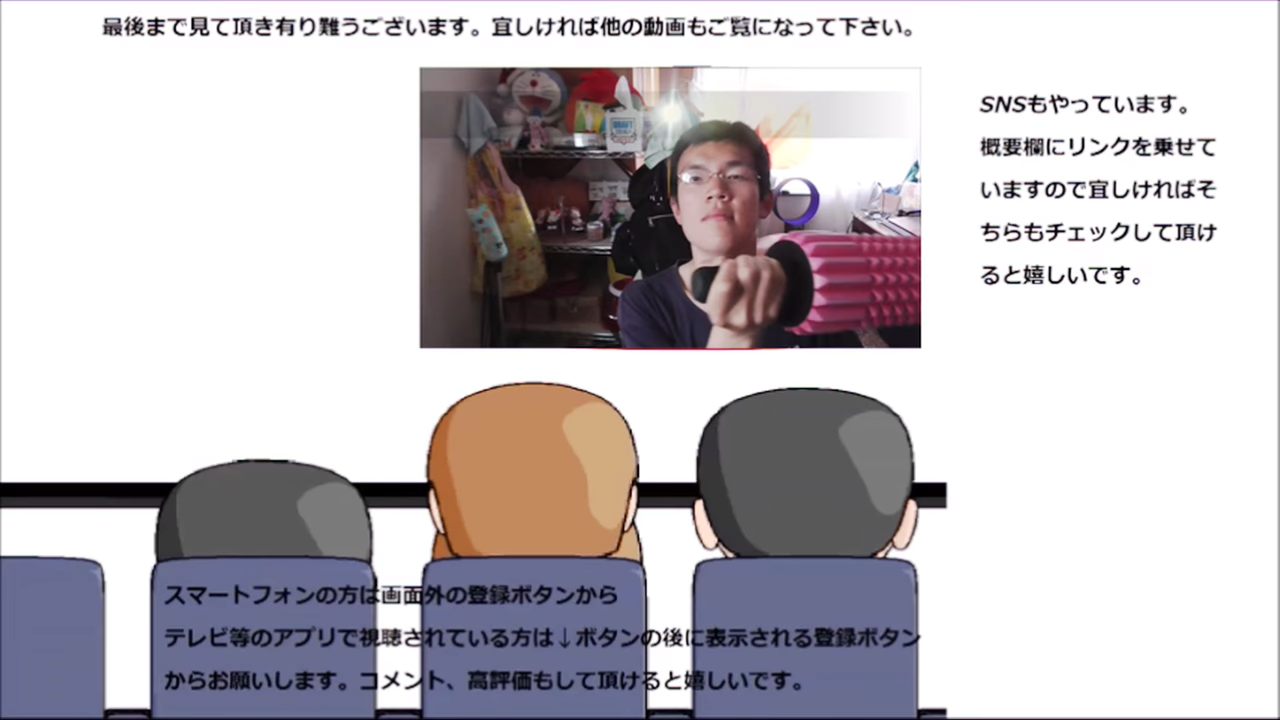 最後まで見て頂き有り難うございます。宜しければ他の動画もご覧になって下さい。
SNSもやっています。
概要欄にリンクを乗せて
いますので宜しければそ
ちらもチェックして頂け
ると嬉しいです。
スマートフォンの方は画面外の登録ボタンから
テレビ等のアプリで視聴されている方は↓ボタンの後に表示される登録ボタン
からお願いします。コメント、高評価もして頂けると嬉しいです。